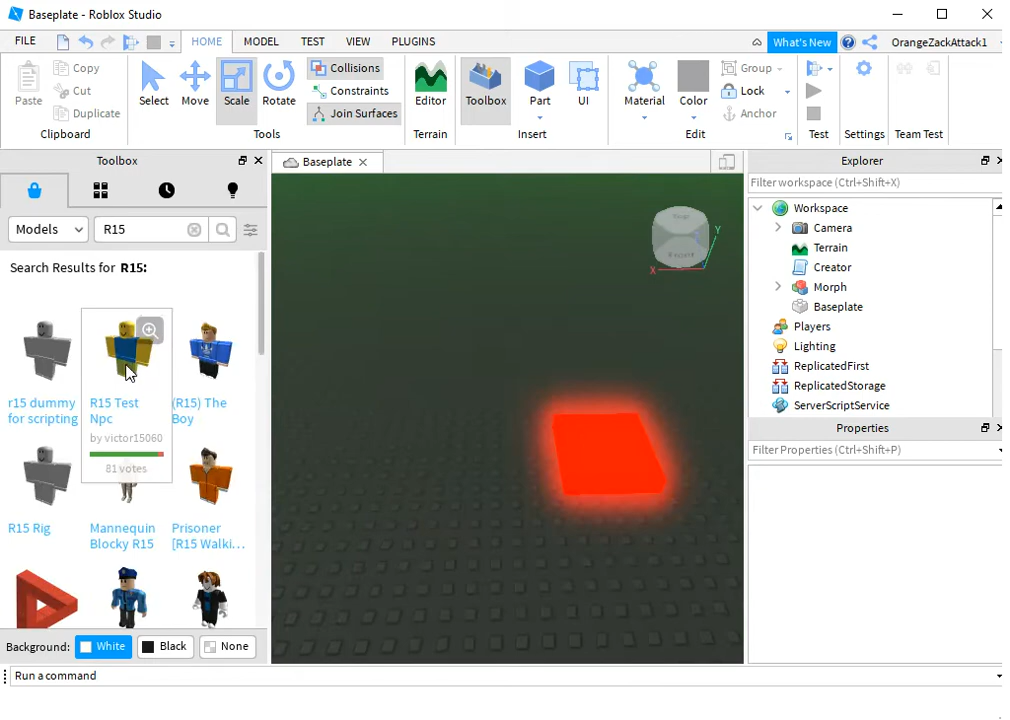 Baseplate - Roblox Studio
FILE HOME MODEL TEST VIEW PLUGINS What's New OrangeZackAttack1
Paste Copy Cut Duplicate
Select Move Scale Rotate
Collisions
Constraints
Join Surfaces
Editor Toolbox Part UI
Material Color Group Lock Anchor
Clipboard Tools Terrain Insert Edit Test Settings Team Test
Toolbox
Baseplate
Explorer
Filter workspace (Ctrl+Shift+X)
Models R15
Search Results for R15:
r15 dummy
for scripting
R15 Test
Npc
by victor15060
81 votes
(R15) The
Boy
R15 Rig
Mannequin
Blocky R15
Prisoner
[R15 Walki...
Background: White Black None
Y
X
Workspace
Camera
Terrain
Creator
Morph
Baseplate
Players
Lighting
ReplicatedFirst
ReplicatedStorage
ServerScriptService
Properties
Filter Properties (Ctrl+Shift+P)
Run a command